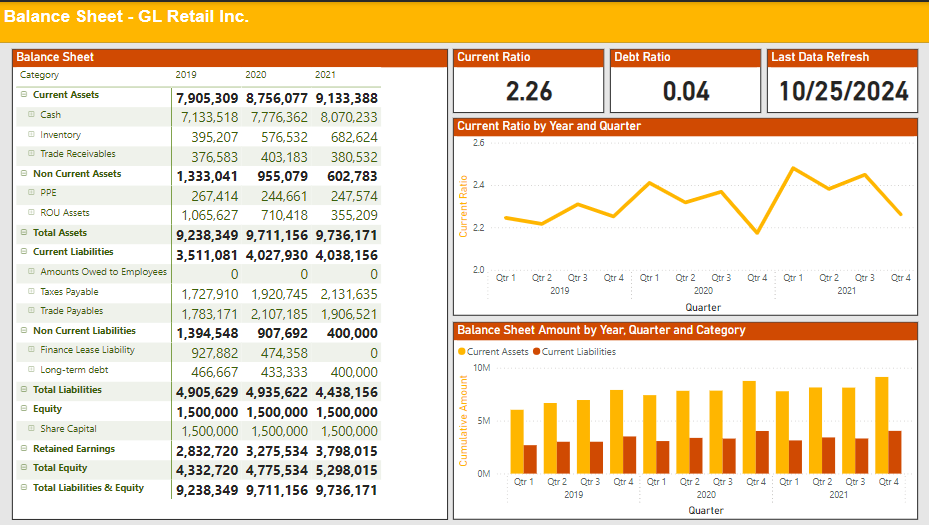 Balance Sheet - GL Retail Inc.
Balance Sheet
Category 2019 2020 2021
Current Assets 7,905,309 8,756,077 9,133,388
Cash 7,133,518 7,776,362 8,070,233
Inventory 395,207 576,532 682,624
Trade Receivables 376,583 403,183 380,532
Non Current Assets 1,333,041 955,079 602,783
PPE 267,414 244,661 247,574
ROU Assets 1,065,627 710,418 355,209
Total Assets 9,238,349 9,711,156 9,736,171
Current Liabilities 3,511,081 4,027,930 4,038,156
Amounts Owed to Employees 0 0 0
Taxes Payable 1,727,910 1,920,745 2,131,635
Trade Payables 1,783,171 2,107,185 1,906,521
Non Current Liabilities 1,394,548 907,692 400,000
Finance Lease Liability 927,882 474,358 0
Long-term debt 466,667 433,333 400,000
Total Liabilities 4,905,629 4,935,622 4,438,156
Equity 1,500,000 1,500,000 1,500,000
Share Capital 1,500,000 1,500,000 1,500,000
Retained Earnings 2,832,720 3,275,534 3,798,015
Total Equity 4,332,720 4,775,534 5,298,015
Total Liabilities & Equity 9,238,349 9,711,156 9,736,171
Current Ratio
2.26
Debt Ratio
0.04
Last Data Refresh
10/25/2024
Current Ratio by Year and Quarter
Current Ratio
2.6
2.4
2.2
2.0
Qtr 1 Qtr 2 Qtr 3 Qtr 4 Qtr 1 Qtr 2 Qtr 3 Qtr 4 Qtr 1 Qtr 2 Qtr 3 Qtr 4
2019 2020 2021
Quarter
Balance Sheet Amount by Year, Quarter and Category
Current Assets Current Liabilities
Cumulative Amount
10M
5M
0M
Qtr 1 Qtr 2 Qtr 3 Qtr 4 Qtr 1 Qtr 2 Qtr 3 Qtr 4 Qtr 1 Qtr 2 Qtr 3 Qtr 4
2019 2020 2021
Quarter